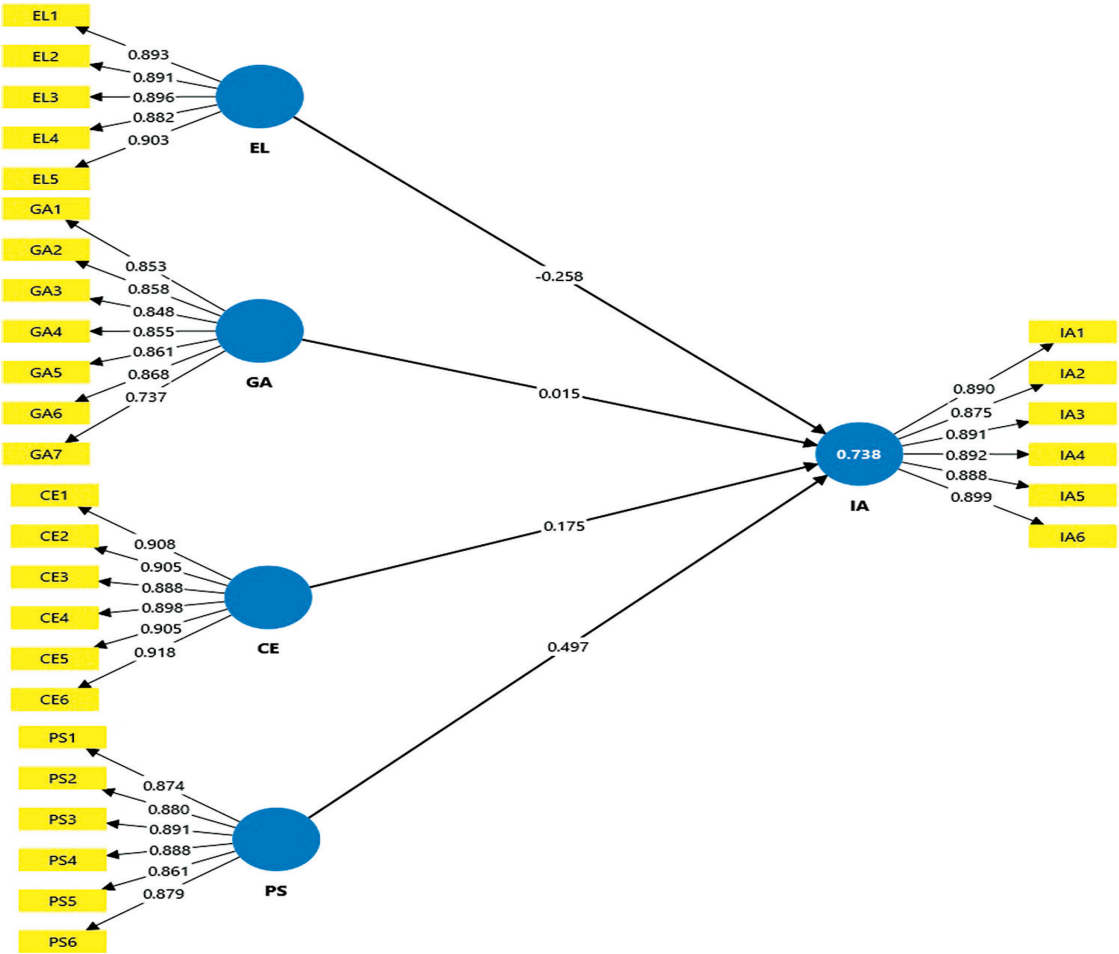 EL1
0.893
EL2
0.891
EL3
0.896
0.882
EL4
0.903
EL
EL5
GA1
GA2
0.853
0.858
GA3
0.848
GA4
0.855
0.861
GA5
0.868
GA
0.737
GA6
GA7
-0.258
0.015
0.175
0.497
CE1
CE2
0.908
0.905
CE3
0.888
0.898
CE4
0.905
0.918
CE
CE5
CE6
PS1
PS2
0.874
0.880
PS3
0.891
0.888
PS4
0.861
0.879
PS
PS5
PS6
0.738
IA
IA1
IA2
0.890
0.875
IA3
0.891
0.892
IA4
0.888
0.899
IA5
IA6